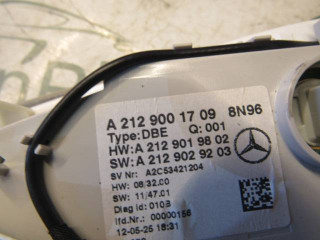 A 212 900 17 09 8N96
Type:DBE Q:001
HW:A 212 901 98 02
SW:A 212 902 92 03
SV Nr: A2C53421204
HW: 08/32.00
SW: 11/47.01
Diag id: 010B
lfd.Nr.: 00000156
12-05-25 16:31